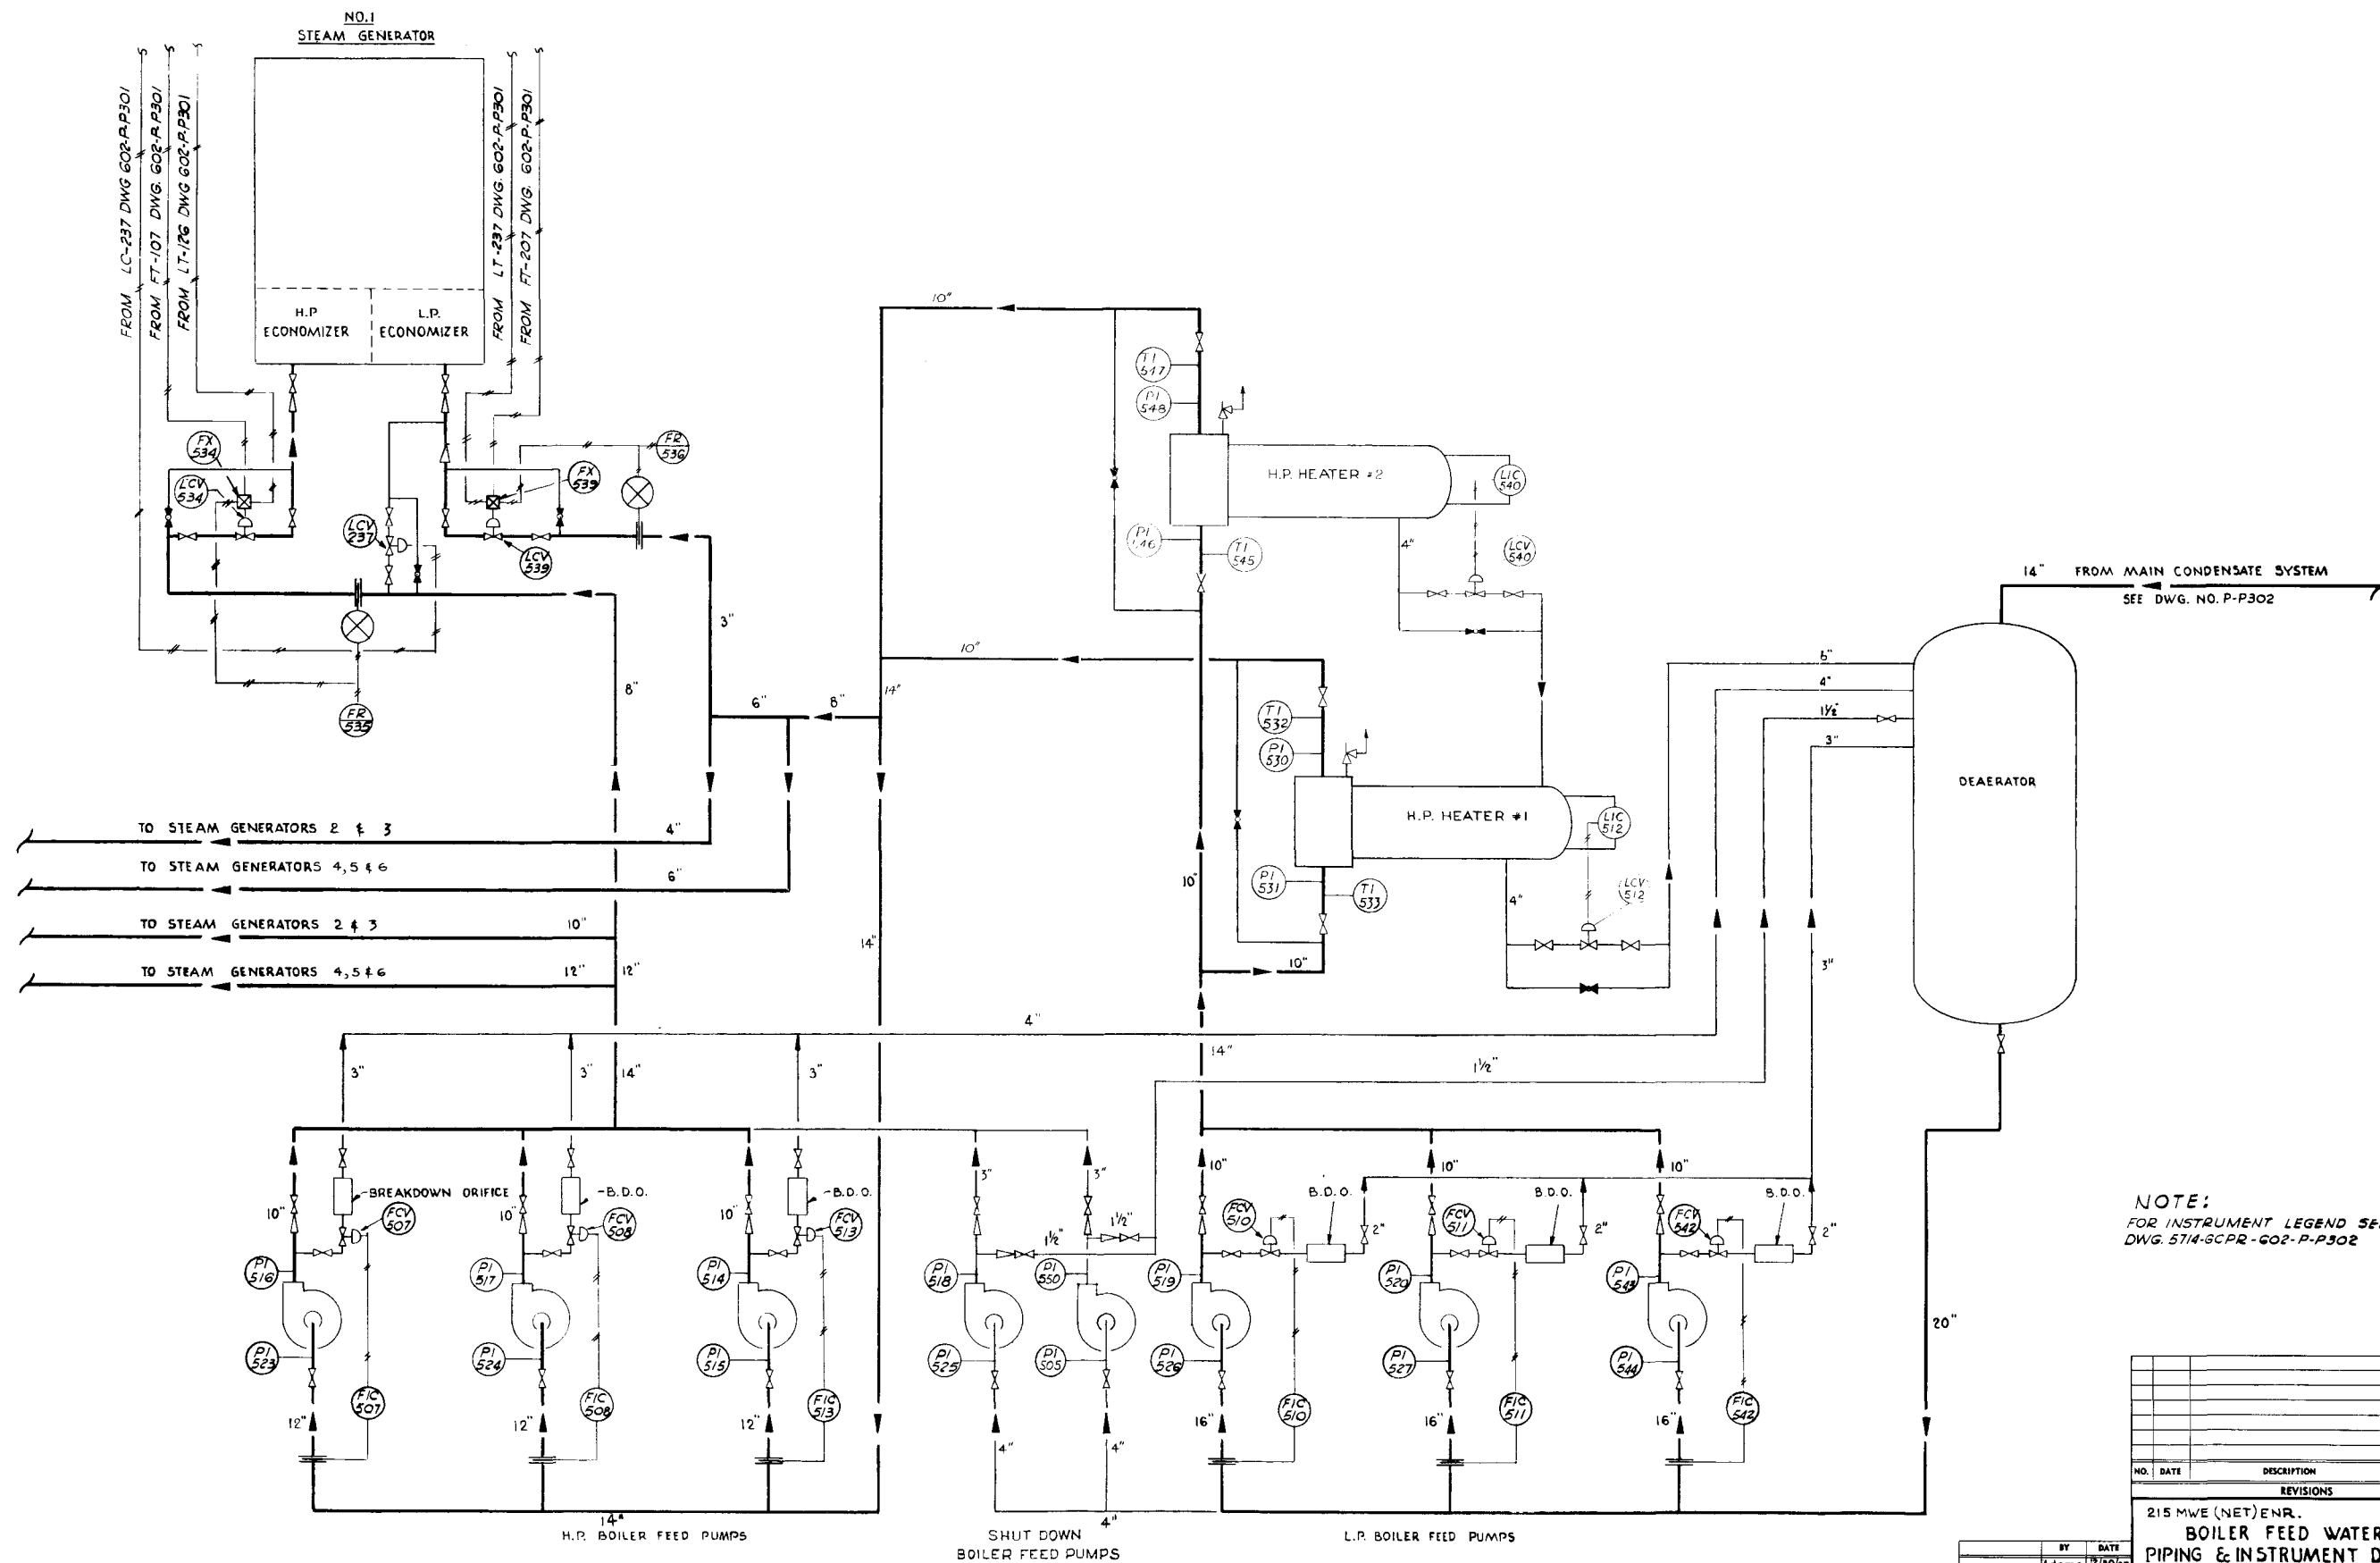 NO.1
STEAM GENERATOR
FROM LC-237 DWG 602-P-P301
FROM FT-107 DWG. 602-P-P301
FROM LT-126 DWG 602-P-P301
FROM LT-237 DWG. 602-P-P301
FROM FT-207 DWG. 602-P-P301
H.P
ECONOMIZER
L.P.
ECONOMIZER
FX
534
LCV
534
LCV
237
FX
539
LCV
539
FR
536
FR
535
3"
8"
6"
8"
14"
10"
10"
TI
547
PI
548
H.P. HEATER #2
LIC
540
PI
TI
545
4"
LCV
540
TI
532
PI
530
H.P. HEATER #1
LIC
512
PI
531
TI
533
4"
LCV
512
10"
10"
14" FROM MAIN CONDENSATE SYSTEM
SEE DWG. NO. P-P302
6"
4"
1½"
3"
DEAERATOR
3"
TO STEAM GENERATORS 2 & 3 4"
TO STEAM GENERATORS 4,5 & 6 6"
TO STEAM GENERATORS 2 & 3 10"
TO STEAM GENERATORS 4,5 & 6 12"
12"
14"
4"
14"
1½"
3"
3"
3"
14"
BREAKDOWN ORIFICE
B.D.O.
B.D.O.
B.D.O.
B.D.O.
B.D.O.
10"
10"
10"
3"
3"
10"
10"
10"
1½"
1½"
2"
2"
2"
FCV
507
FCV
508
FCV
513
FCV
510
FCV
511
FCV
542
PI
516
PI
517
PI
514
PI
518
PI
550
PI
519
PI
520
PI
543
PI
523
PI
524
PI
515
PI
525
PI
505
PI
526
PI
527
PI
544
FIC
507
FIC
508
FIC
513
FIC
510
FIC
511
FIC
542
12"
12"
12"
4"
4"
16"
16"
16"
20"
14"
4"
H.P. BOILER FEED PUMPS
SHUT DOWN
BOILER FEED PUMPS
L.P. BOILER FEED PUMPS
NOTE:
FOR INSTRUMENT LEGEND SE
DWG. 5714-GCPR-602-P-P302
NO. DATE DESCRIPTION
REVISIONS
215 MWE (NET) ENR.
BOILER FEED WATER
PIPING & INSTRUMENT D
BY DATE